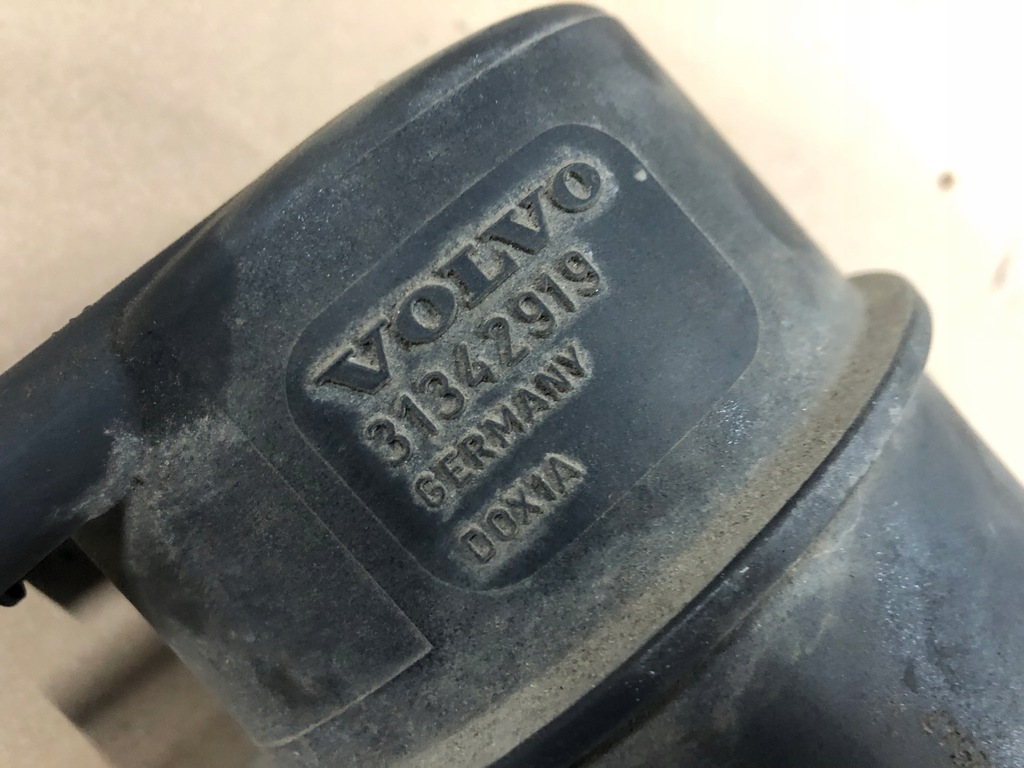 VOLVO
31342919
GERMANY
D0X1A